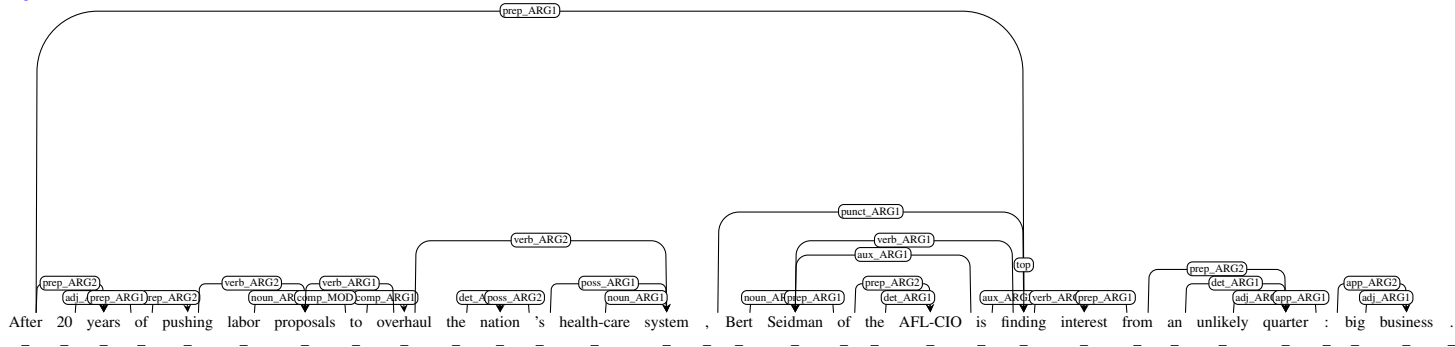 prep_ARG1
punct_ARG1
verb_ARG2 verb_ARG1
aux_ARG1
top
prep_ARG2 verb_ARG2 verb_ARG1 poss_ARG1 prep_ARG2 prep_ARG2 det_ARG1 app_ARG2
prep_ARG1 comp_MOD comp_ARG1 poss_ARG2 noun_ARG1 prep_ARG1 det_ARG1 prep_ARG1 app_ARG1 adj_ARG1
After 20 years of pushing labor proposals to overhaul the nation 's health-care system , Bert Seidman of the AFL-CIO is finding interest from an unlikely quarter : big business .
_ _ _ _ _ _ _ _ _ _ _ _ _ _ _ _ _ _ _ _ _ _ _ _ _ _ _ _ _ _ _